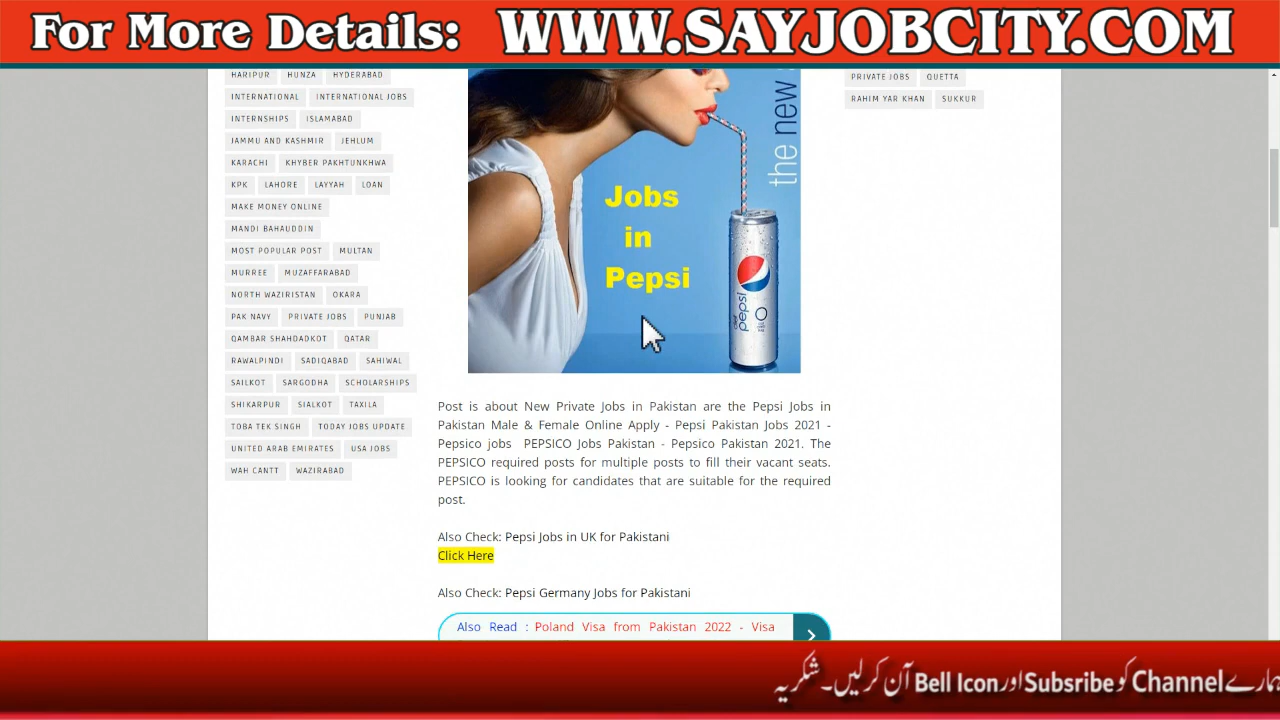 For More Details: WWW.SAYJOBCITY.COM
HARIPUR HUNZA HYDERABAD
INTERNATIONAL INTERNATIONAL JOBS
INTERNSHIPS ISLAMABAD
JAMMU AND KASHMIR JEHLUM
KARACHI KHYBER PAKHTUNKHWA
KPK LAHORE LAYYAH LOAN
MAKE MONEY ONLINE
MANDI BAHAUDDIN
MOST POPULAR POST MULTAN
MURREE MUZAFFARABAD
NORTH WAZIRISTAN OKARA
PAK NAVY PRIVATE JOBS PUNJAB
QAMBAR SHAHDADKOT QATAR
RAWALPINDI SADIQABAD SAHIWAL
SAILKOT SARGODHA SCHOLARSHIPS
SHIKARPUR SIALKOT TAXILA
TOBA TEK SINGH TODAY JOBS UPDATE
UNITED ARAB EMIRATES USA JOBS
WAH CANTT WAZIRABAD
the new
Jobs
in
Pepsi
diet pepsi
Post is about New Private Jobs in Pakistan are the Pepsi Jobs in
Pakistan Male & Female Online Apply - Pepsi Pakistan Jobs 2021 -
Pepsico jobs PEPSICO Jobs Pakistan - Pepsico Pakistan 2021. The
PEPSICO required posts for multiple posts to fill their vacant seats.
PEPSICO is looking for candidates that are suitable for the required
post.
Also Check: Pepsi Jobs in UK for Pakistani
Click Here
Also Check: Pepsi Germany Jobs for Pakistani
Also Read : Poland Visa from Pakistan 2022 - Visa
PRIVATE JOBS QUETTA
RAHIM YAR KHAN SUKKUR
ہمارے Channel کو Subsribe اور Bell Icon آن کرلیں۔ شکریہ